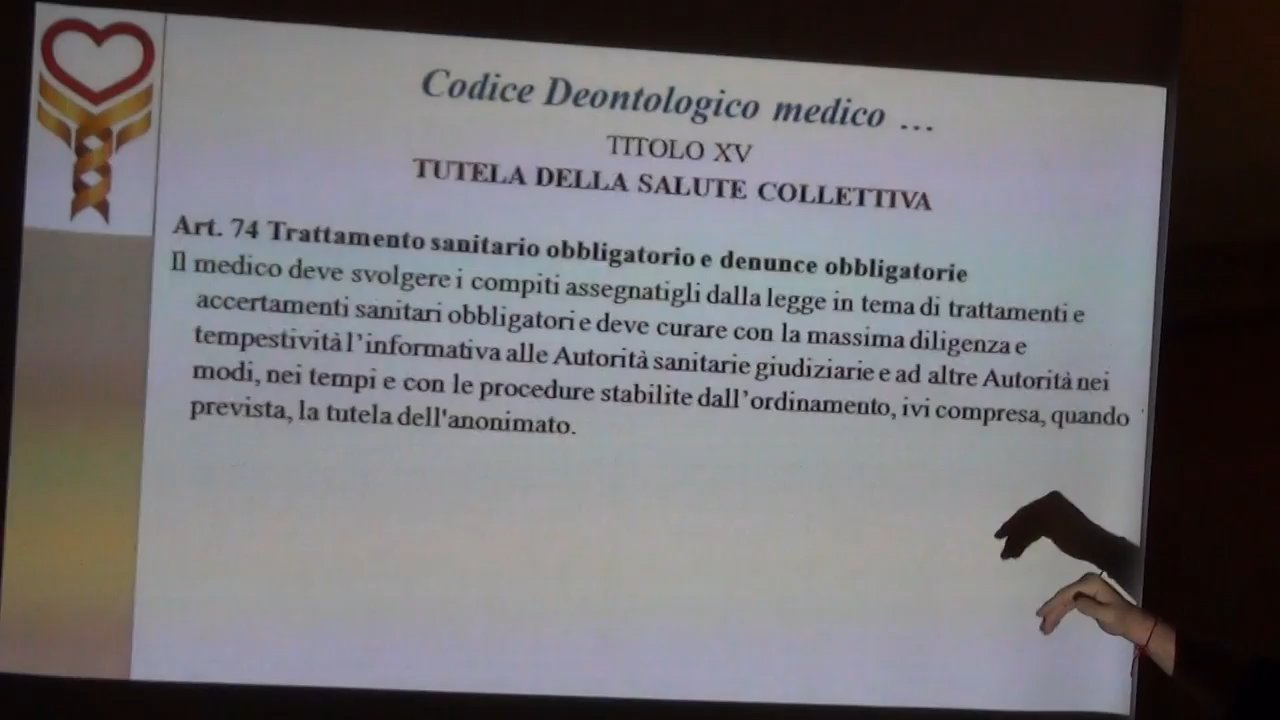 Codice Deontologico medico ...
TITOLO XV
TUTELA DELLA SALUTE COLLETTIVA
Art. 74 Trattamento sanitario obbligatorio e denunce obbligatorie
Il medico deve svolgere i compiti assegnatigli dalla legge in tema di trattamenti e
accertamenti sanitari obbligatori e deve curare con la massima diligenza e
tempestività l'informativa alle Autorità sanitarie giudiziarie e ad altre Autorità nei
modi, nei tempi e con le procedure stabilite dall'ordinamento, ivi compresa, quando
prevista, la tutela dell'anonimato.